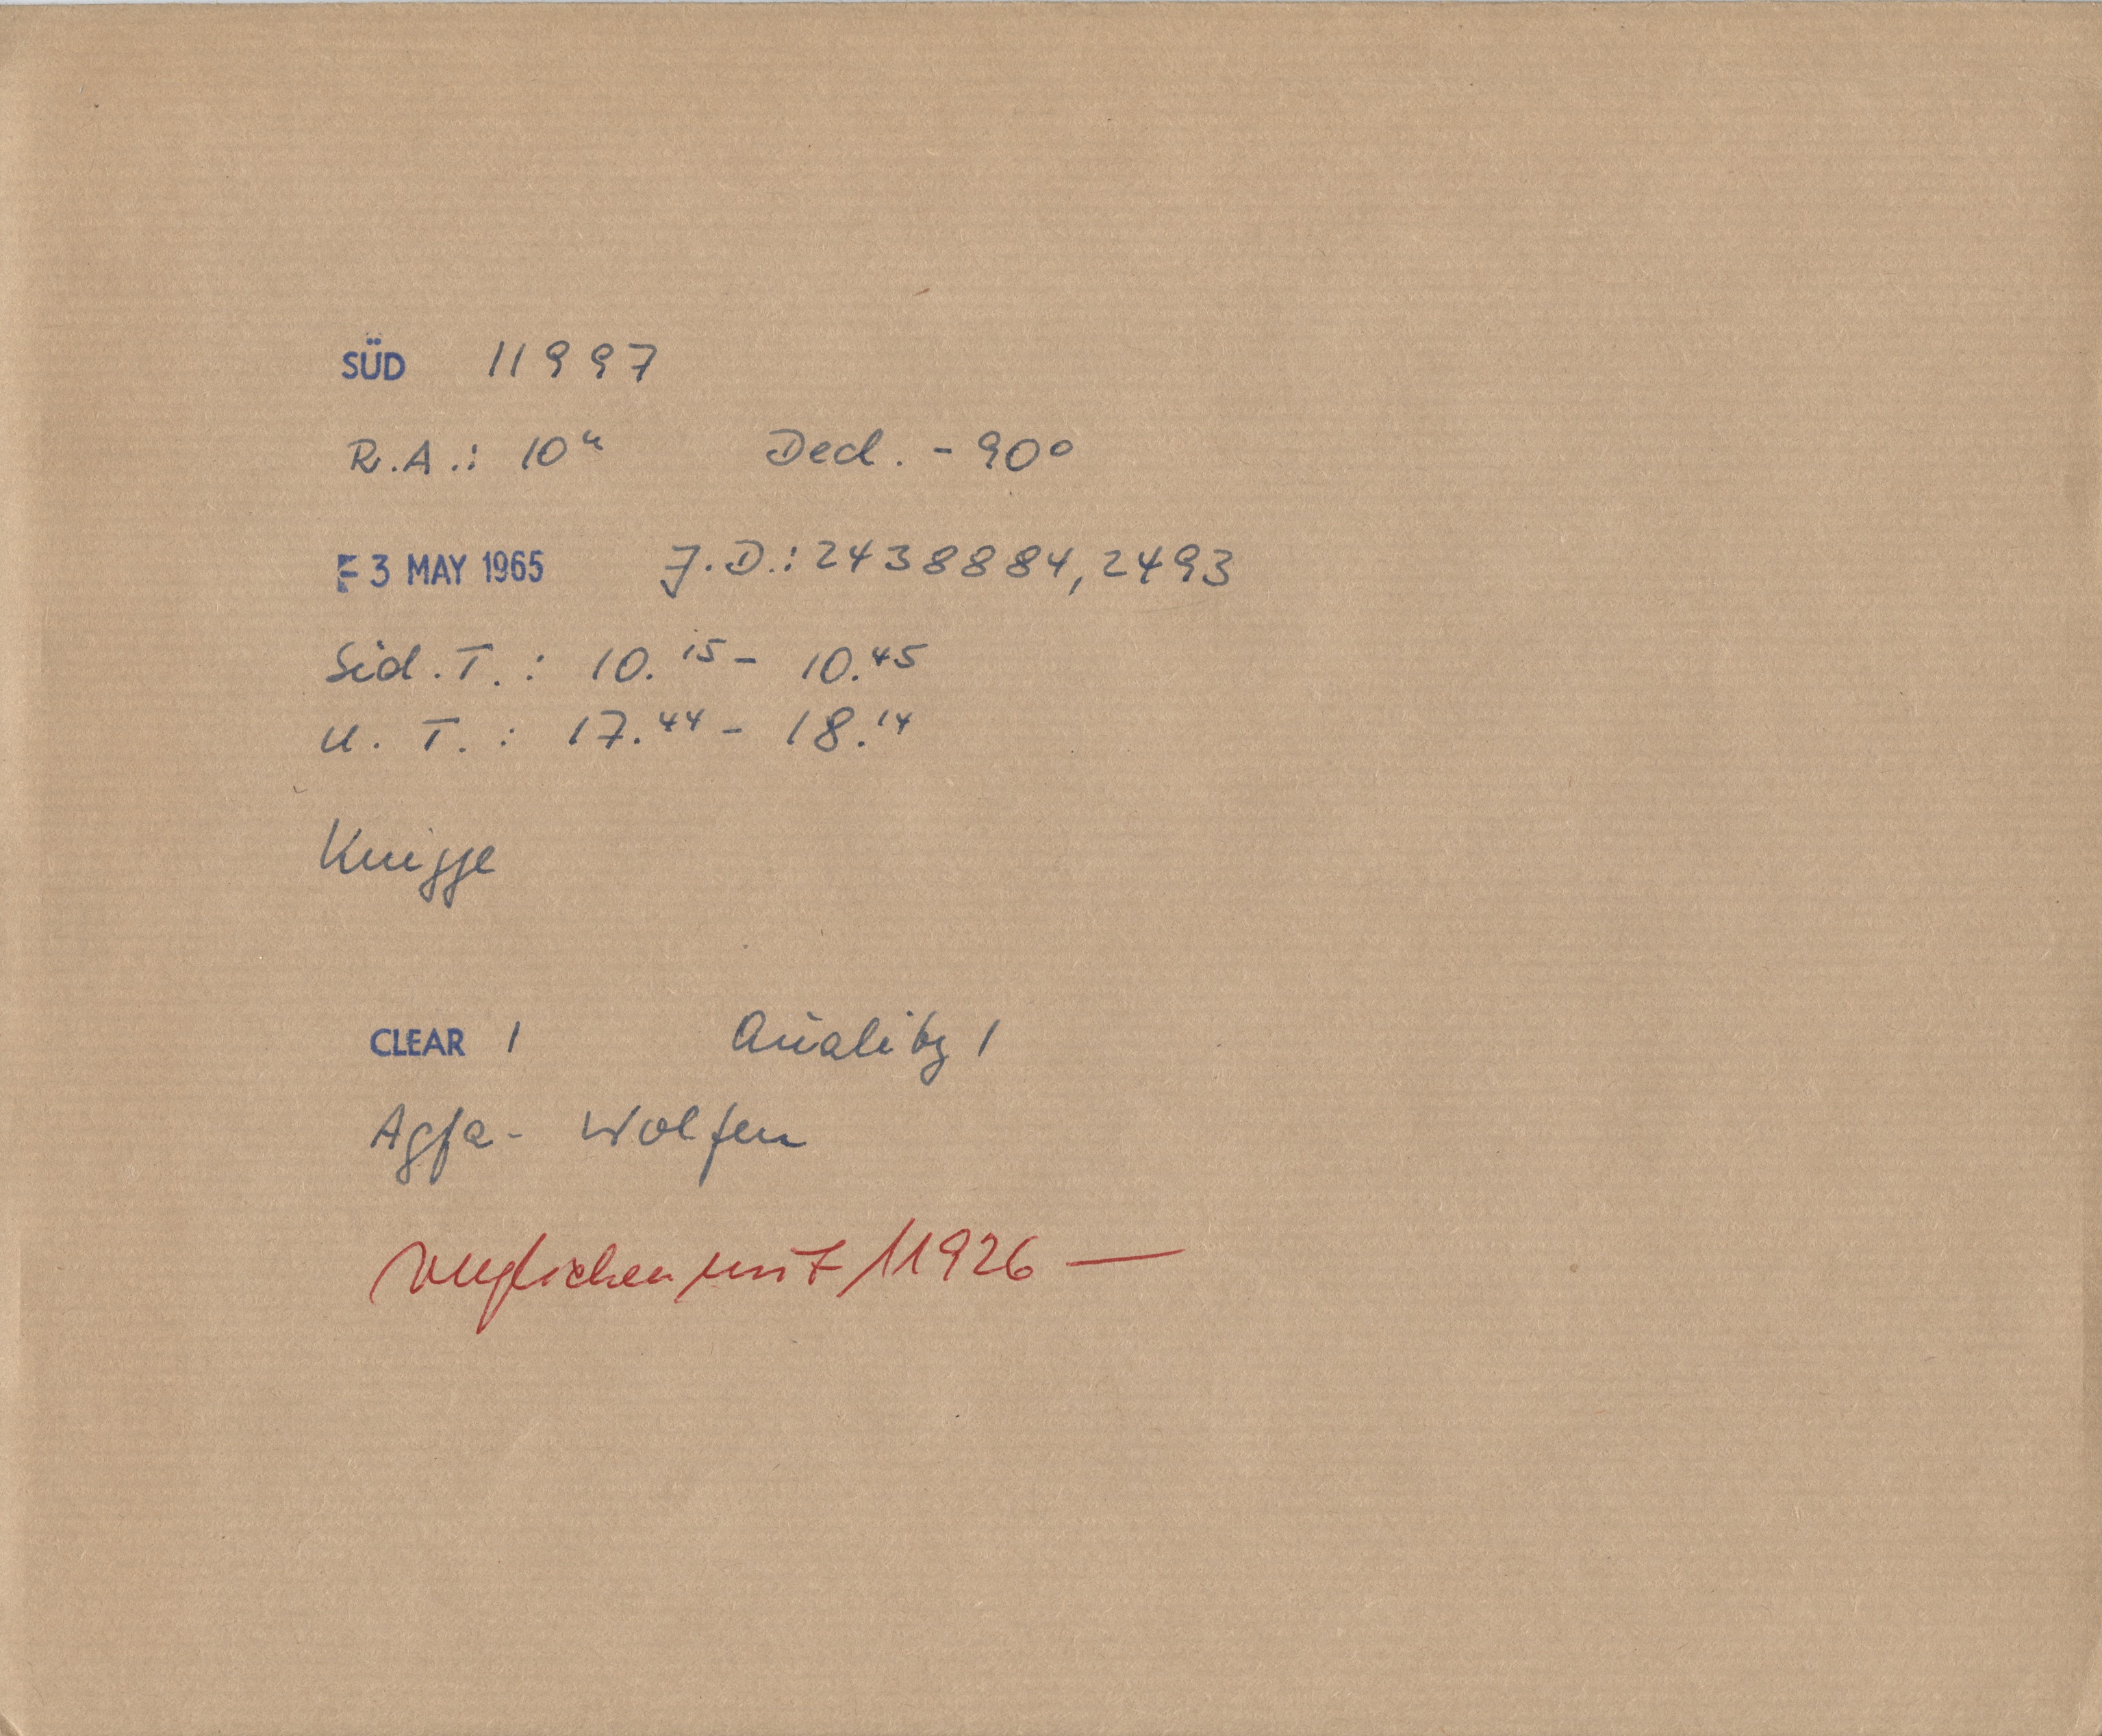 SÜD 11997
R.A.: 10h Decl. -90°
3 MAY 1965 J.D.: 2438884,2493
Sid. T. : 10.15 - 10.45
U. T. : 17.44 - 18.14
Knigge
CLEAR 1 Quality 1
Agfa - Wolfen
verglichen mit 11926 —